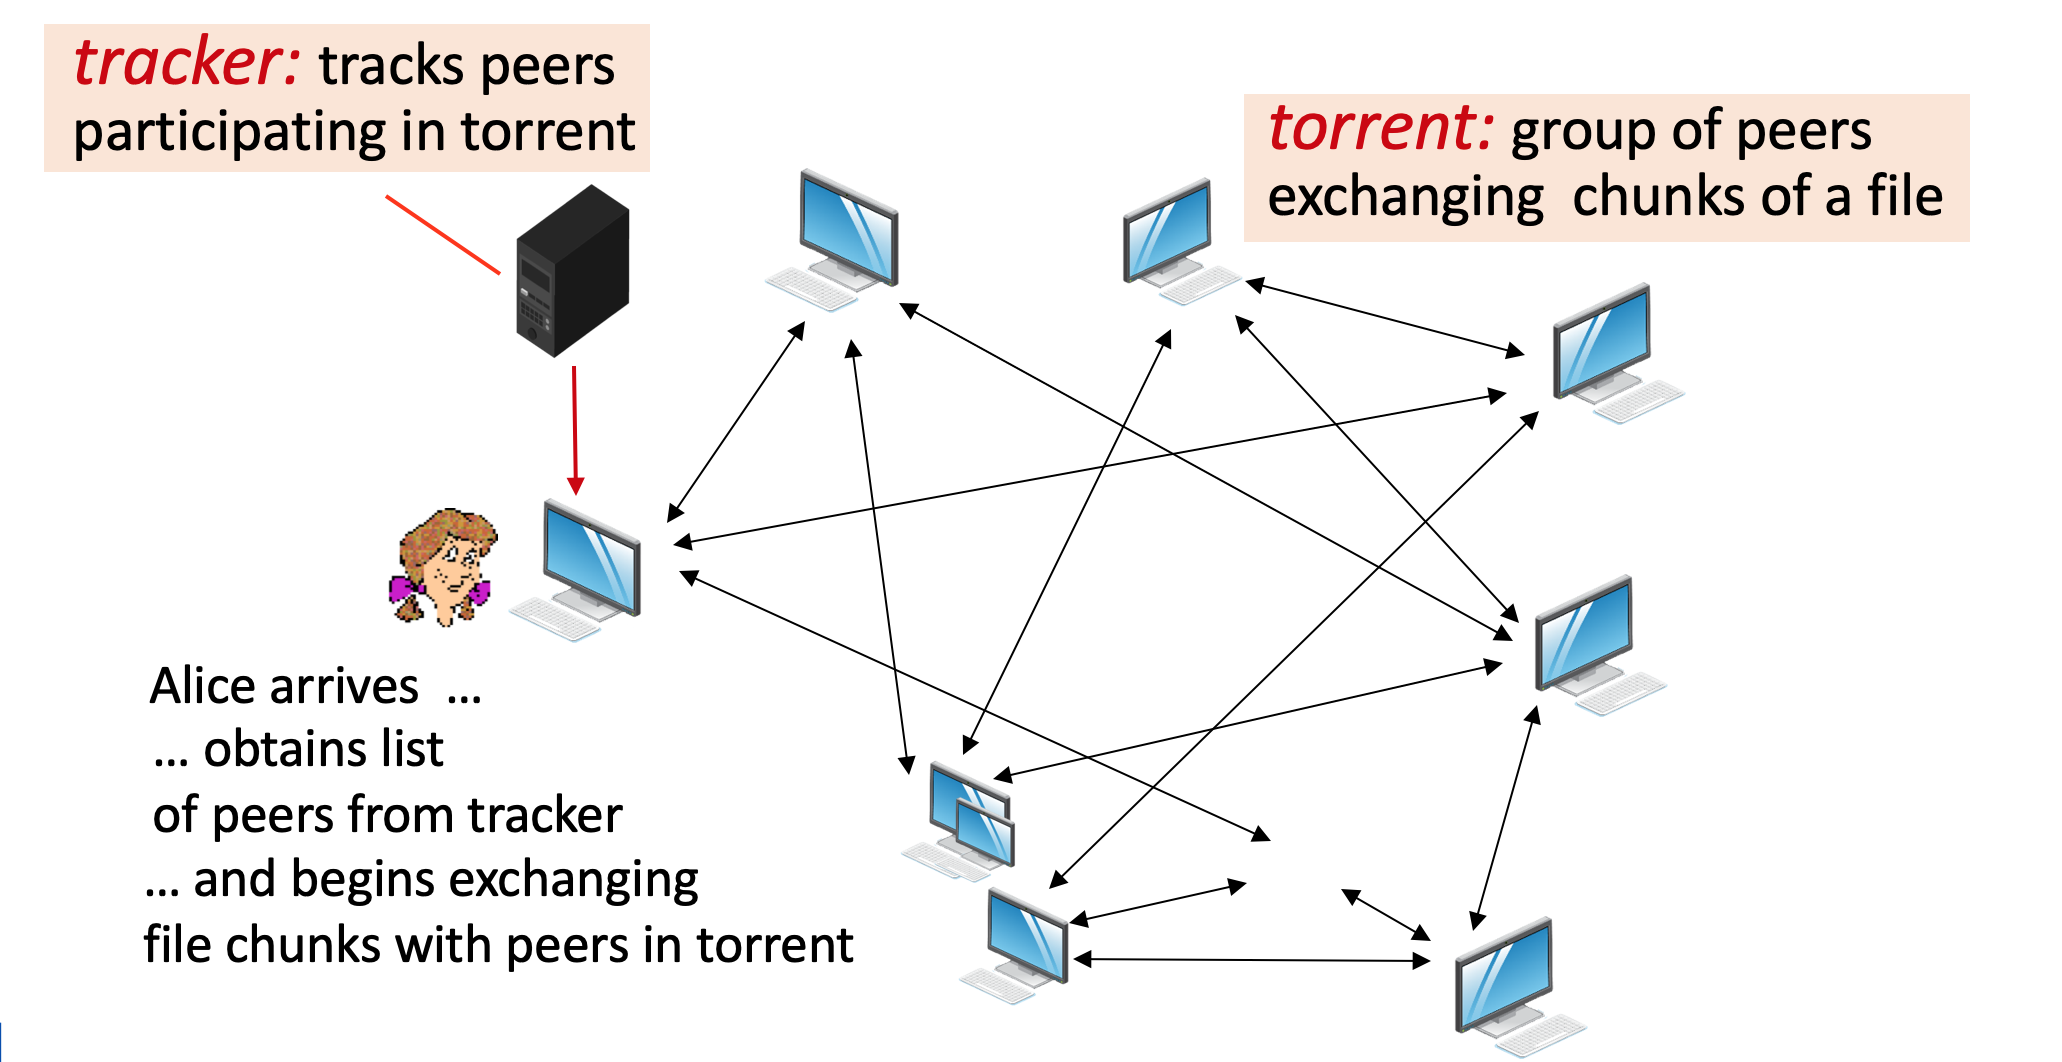 tracker: tracks peers
participating in torrent
torrent: group of peers
exchanging  chunks of a file
Alice arrives  …
… obtains list
of peers from tracker
… and begins exchanging
file chunks with peers in torrent